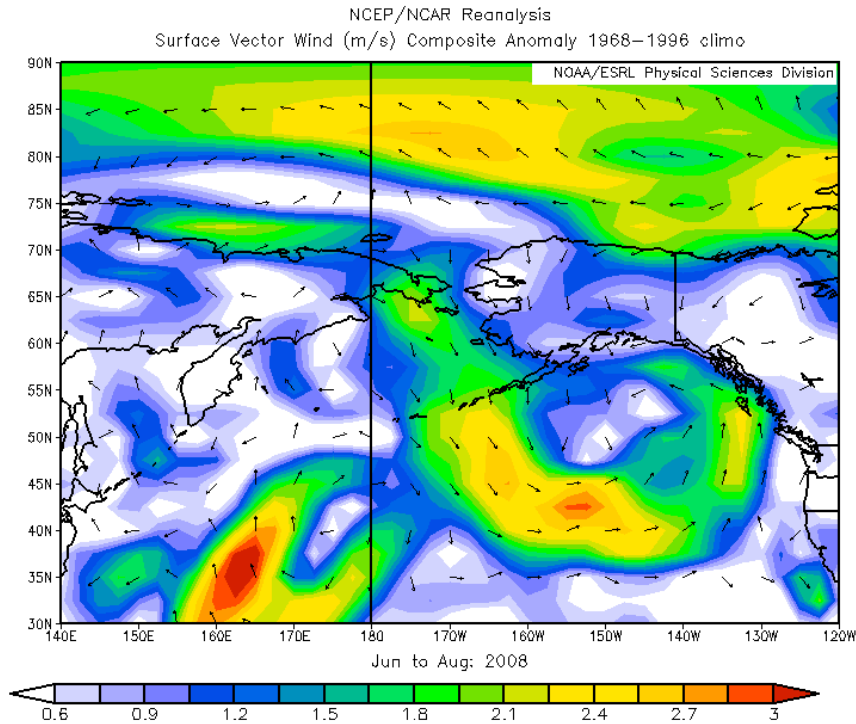 NCEP/NCAR Reanalysis
Surface Vector Wind (m/s) Composite Anomaly 1968-1996 climo
NOAA/ESRL Physical Sciences Division
90N
85N
80N
75N
70N
65N
60N
55N
50N
45N
40N
35N
30N
140E 150E 160E 170E 180 170W 160W 150W 140W 130W 120W
Jun to Aug: 2008
0.6 0.9 1.2 1.5 1.8 2.1 2.4 2.7 3